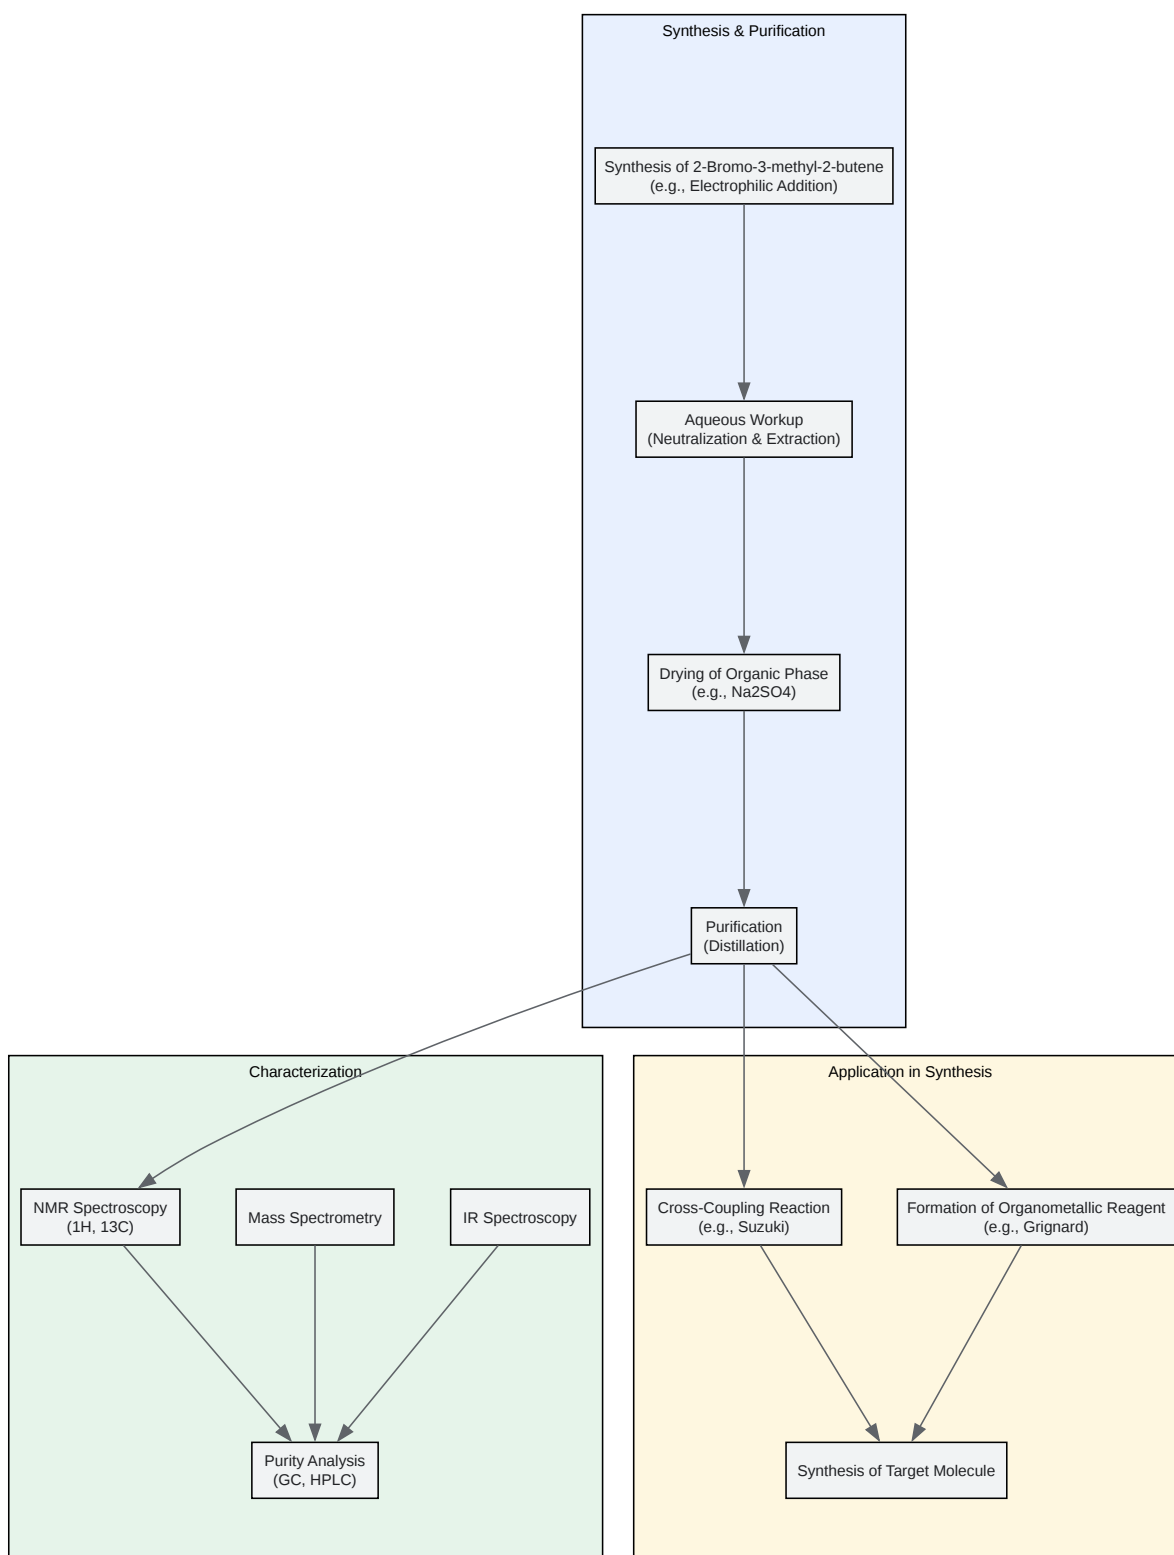 Synthesis & Purification
Synthesis of 2-Bromo-3-methyl-2-butene
(e.g., Electrophilic Addition)
Aqueous Workup
(Neutralization & Extraction)
Drying of Organic Phase
(e.g., Na2SO4)
Purification
(Distillation)
Characterization
NMR Spectroscopy
(1H, 13C)
Mass Spectrometry
IR Spectroscopy
Purity Analysis
(GC, HPLC)
Application in Synthesis
Cross-Coupling Reaction
(e.g., Suzuki)
Formation of Organometallic Reagent
(e.g., Grignard)
Synthesis of Target Molecule